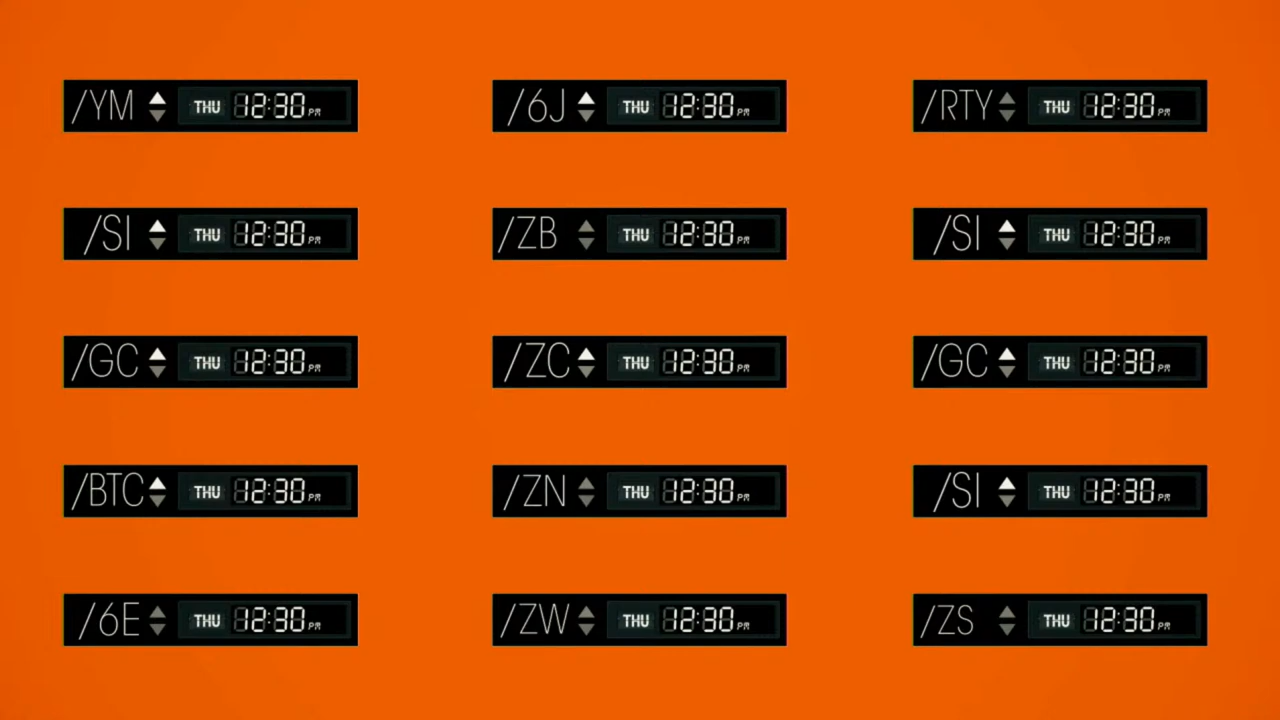 /YM THU 12:30 PM
/6J THU 12:30 PM
/RTY THU 12:30 PM
/SI THU 12:30 PM
/ZB THU 12:30 PM
/SI THU 12:30 PM
/GC THU 12:30 PM
/ZC THU 12:30 PM
/GC THU 12:30 PM
/BTC THU 12:30 PM
/ZN THU 12:30 PM
/SI THU 12:30 PM
/6E THU 12:30 PM
/ZW THU 12:30 PM
/ZS THU 12:30 PM